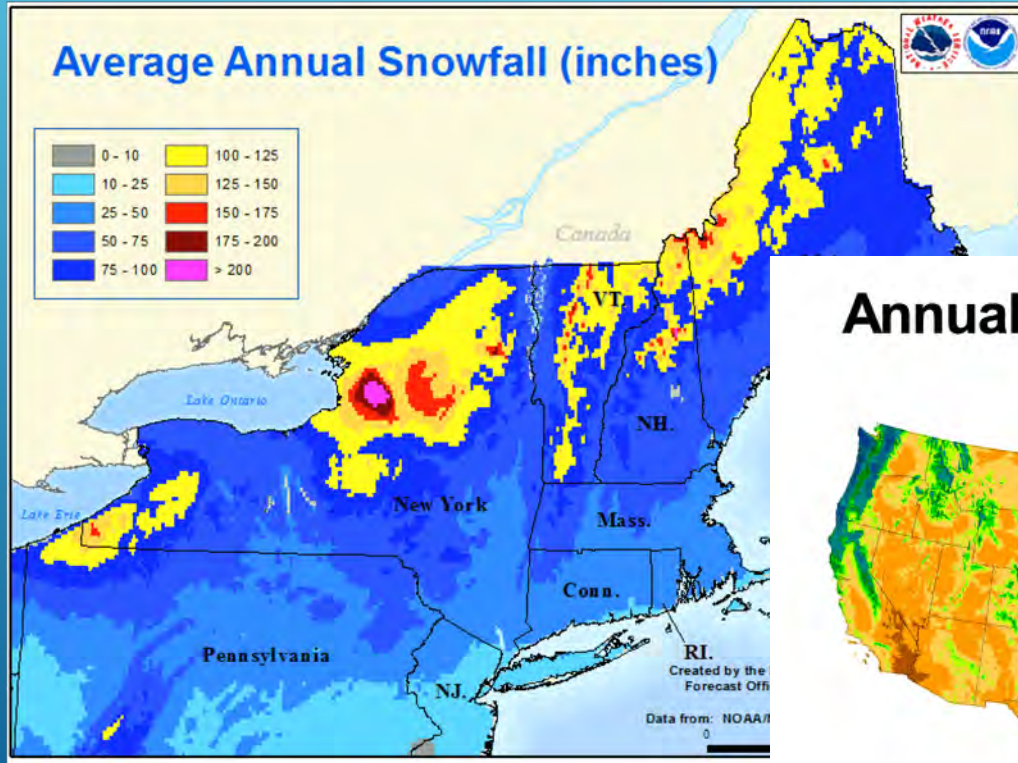 Average Annual Snowfall (inches)
0 - 10
10 - 25
25 - 50
50 - 75
75 - 100
100 - 125
125 - 150
150 - 175
175 - 200
> 200
Canada
Lake Ontario
Lake Erie
VT.
NH.
New York
Mass.
Conn.
RI.
Pennsylvania
NJ.
Created by the
Forecast Offi
Data from: NOAA/
0
Annual